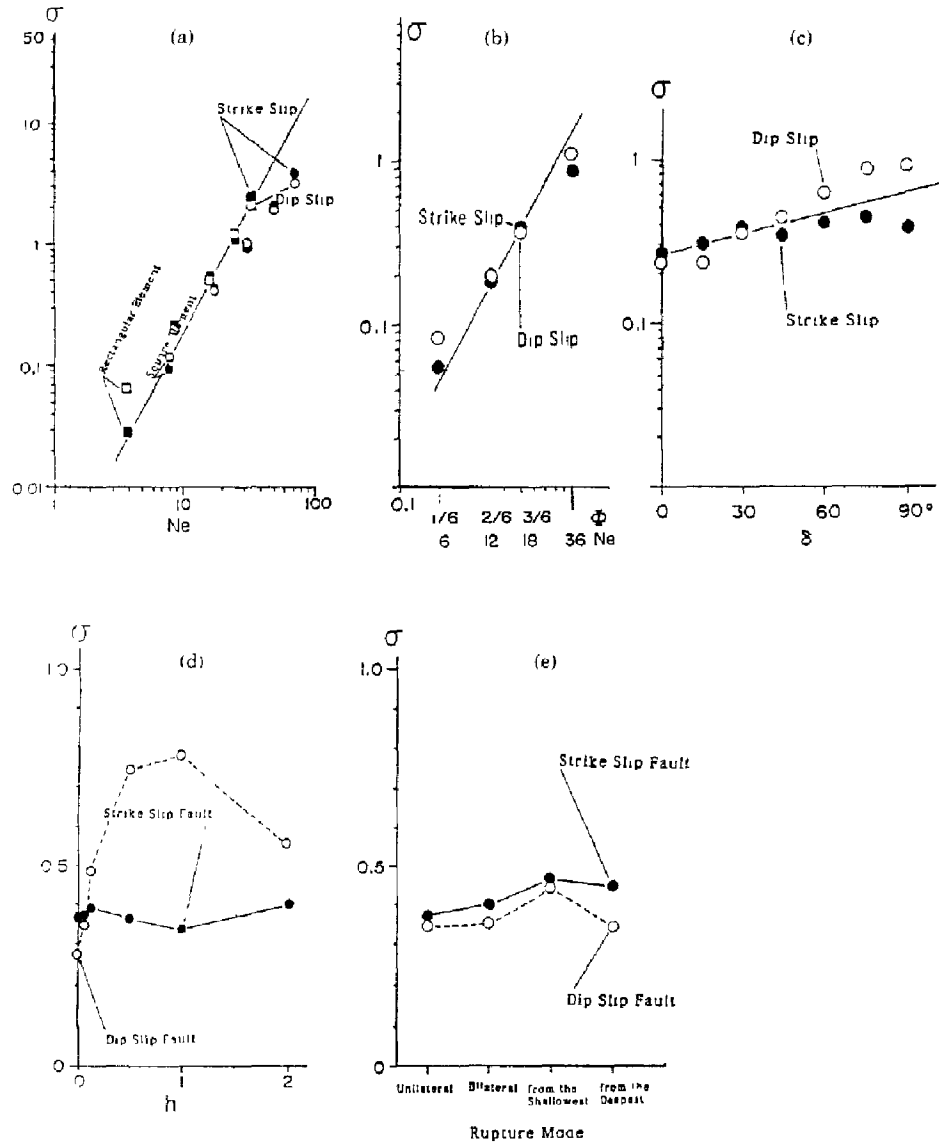 σ
50
10
1
0.1
0.01
1
10
100
Ne
(a)
Strike Slip
Dip Slip
Rectangular Element
Square Element
σ
(b)
1
0.1
0.1
1
1/6 2/6 3/6 Φ
6 12 18 36 Ne
Strike Slip
Dip Slip
(c)
σ
1
0.1
Dip Slip
Strike Slip
0 30 60 90°
δ
σ
(d)
1.0
0.5
0
Strike Slip Fault
Dip Slip Fault
0 1 2
h
σ
(e)
1.0
0.5
0
Strike Slip Fault
Dip Slip Fault
Unilateral Bilateral from the Shallowest from the Deepest
Rupture Mode